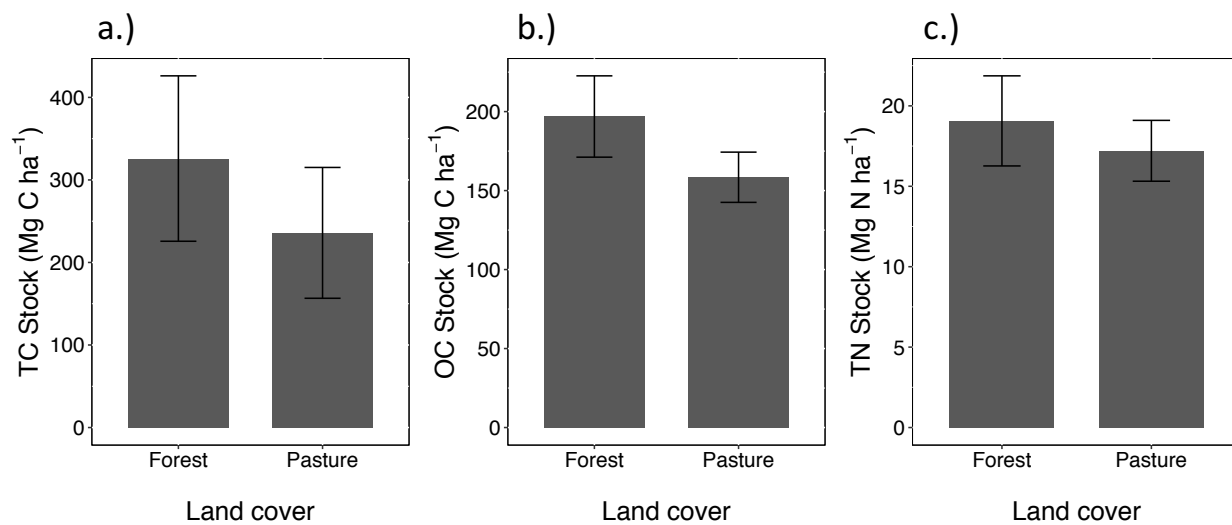 a.)
TC Stock (Mg C ha⁻¹)
400
300
200
100
0
Forest Pasture
Land cover
b.)
OC Stock (Mg C ha⁻¹)
200
150
100
50
0
Forest Pasture
Land cover
c.)
TN Stock (Mg N ha⁻¹)
20
15
10
5
0
Forest Pasture
Land cover